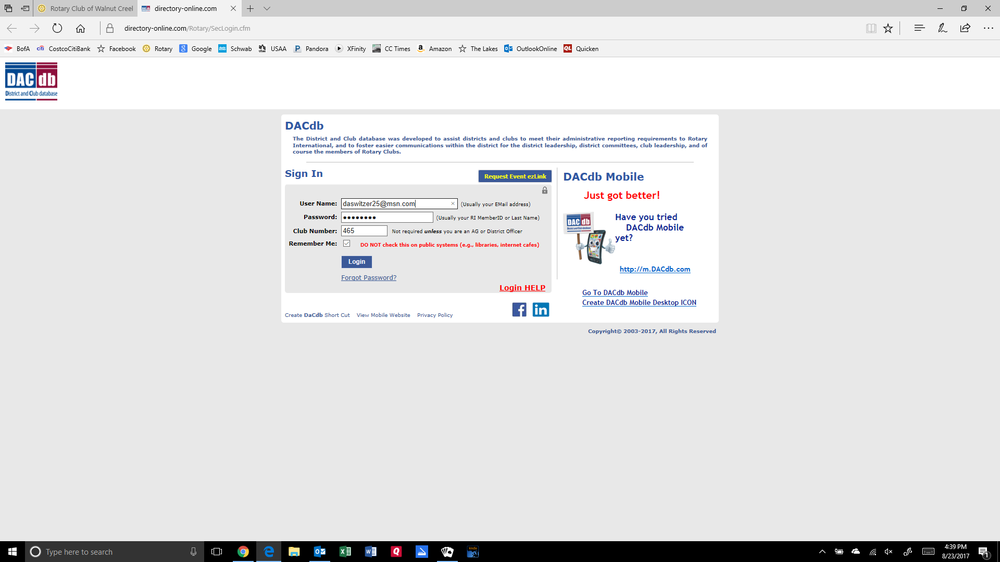 Rotary Club of Walnut Creel
directory-online.com
directory-online.com/Rotary/SecLogin.cfm
BofA
citi CostcoCitiBank
Facebook
Rotary
Google
Schwab
USAA USAA
Pandora
XFinity
CC Times
Amazon
The Lakes
OutlookOnline
QL Quicken
DAC db
District and Club database
DACdb
The District and Club database was developed to assist districts and clubs to meet their administrative reporting requirements to Rotary
International, and to foster easier communications within the district for the district leadership, district committees, club leadership, and of
course the members of Rotary Clubs.
Sign In
Request Event ezLink
User Name: daswitzer25@msn.com (Usually your EMail address)
Password: •••••••• (Usually your RI MemberID or Last Name)
Club Number: 465 Not required unless you are an AG or District Officer
Remember Me: DO NOT check this on public systems (e.g., libraries, internet cafes)
Login
Forgot Password?
Login HELP
Create DaCdb Short Cut View Mobile Website Privacy Policy
DACdb Mobile
Just got better!
DAC db
District and Club database
Have you tried
DACdb Mobile
yet?
http://m.DACdb.com
Go To DACdb Mobile
Create DACdb Mobile Desktop ICON
Copyright© 2003-2017, All Rights Reserved
Type here to search
kindle
4:39 PM
8/23/2017
1